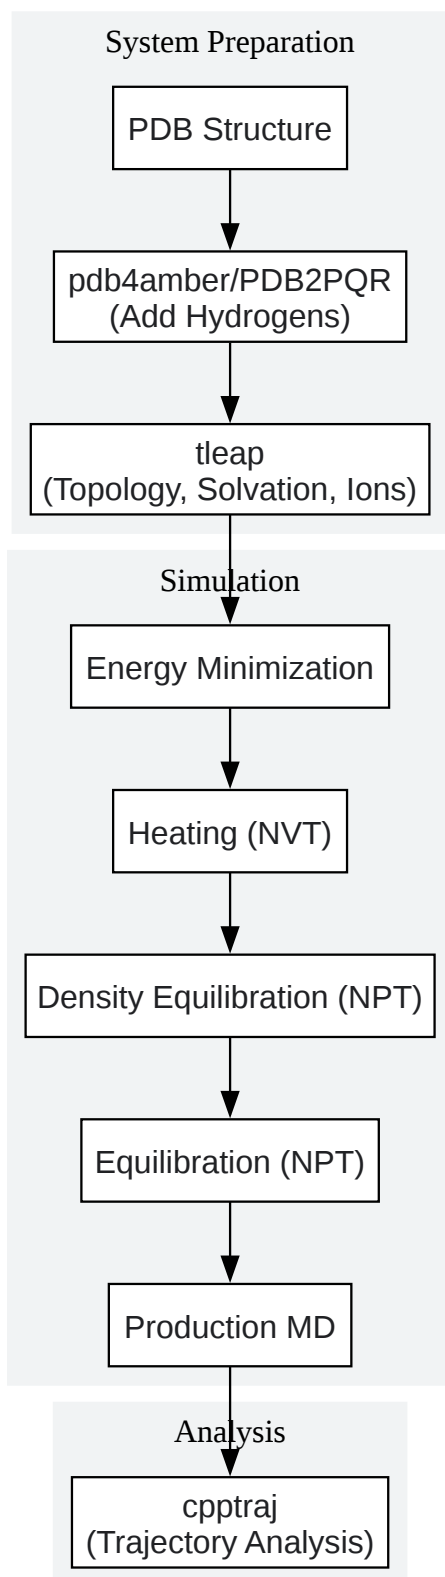 System Preparation
PDB Structure
pdb4amber/PDB2PQR
(Add Hydrogens)
tleap
(Topology, Solvation, Ions)
Simulation
Energy Minimization
Heating (NVT)
Density Equilibration (NPT)
Equilibration (NPT)
Production MD
Analysis
cpptraj
(Trajectory Analysis)